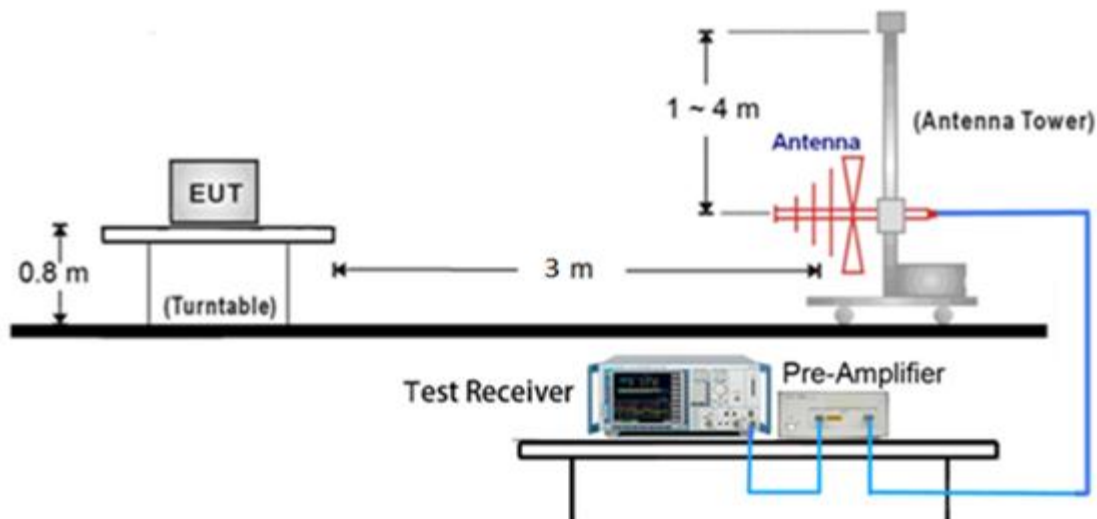 1 ~ 4 m
(Antenna Tower)
Antenna
EUT
0.8 m
3 m
(Turntable)
Test Receiver
Pre-Amplifier